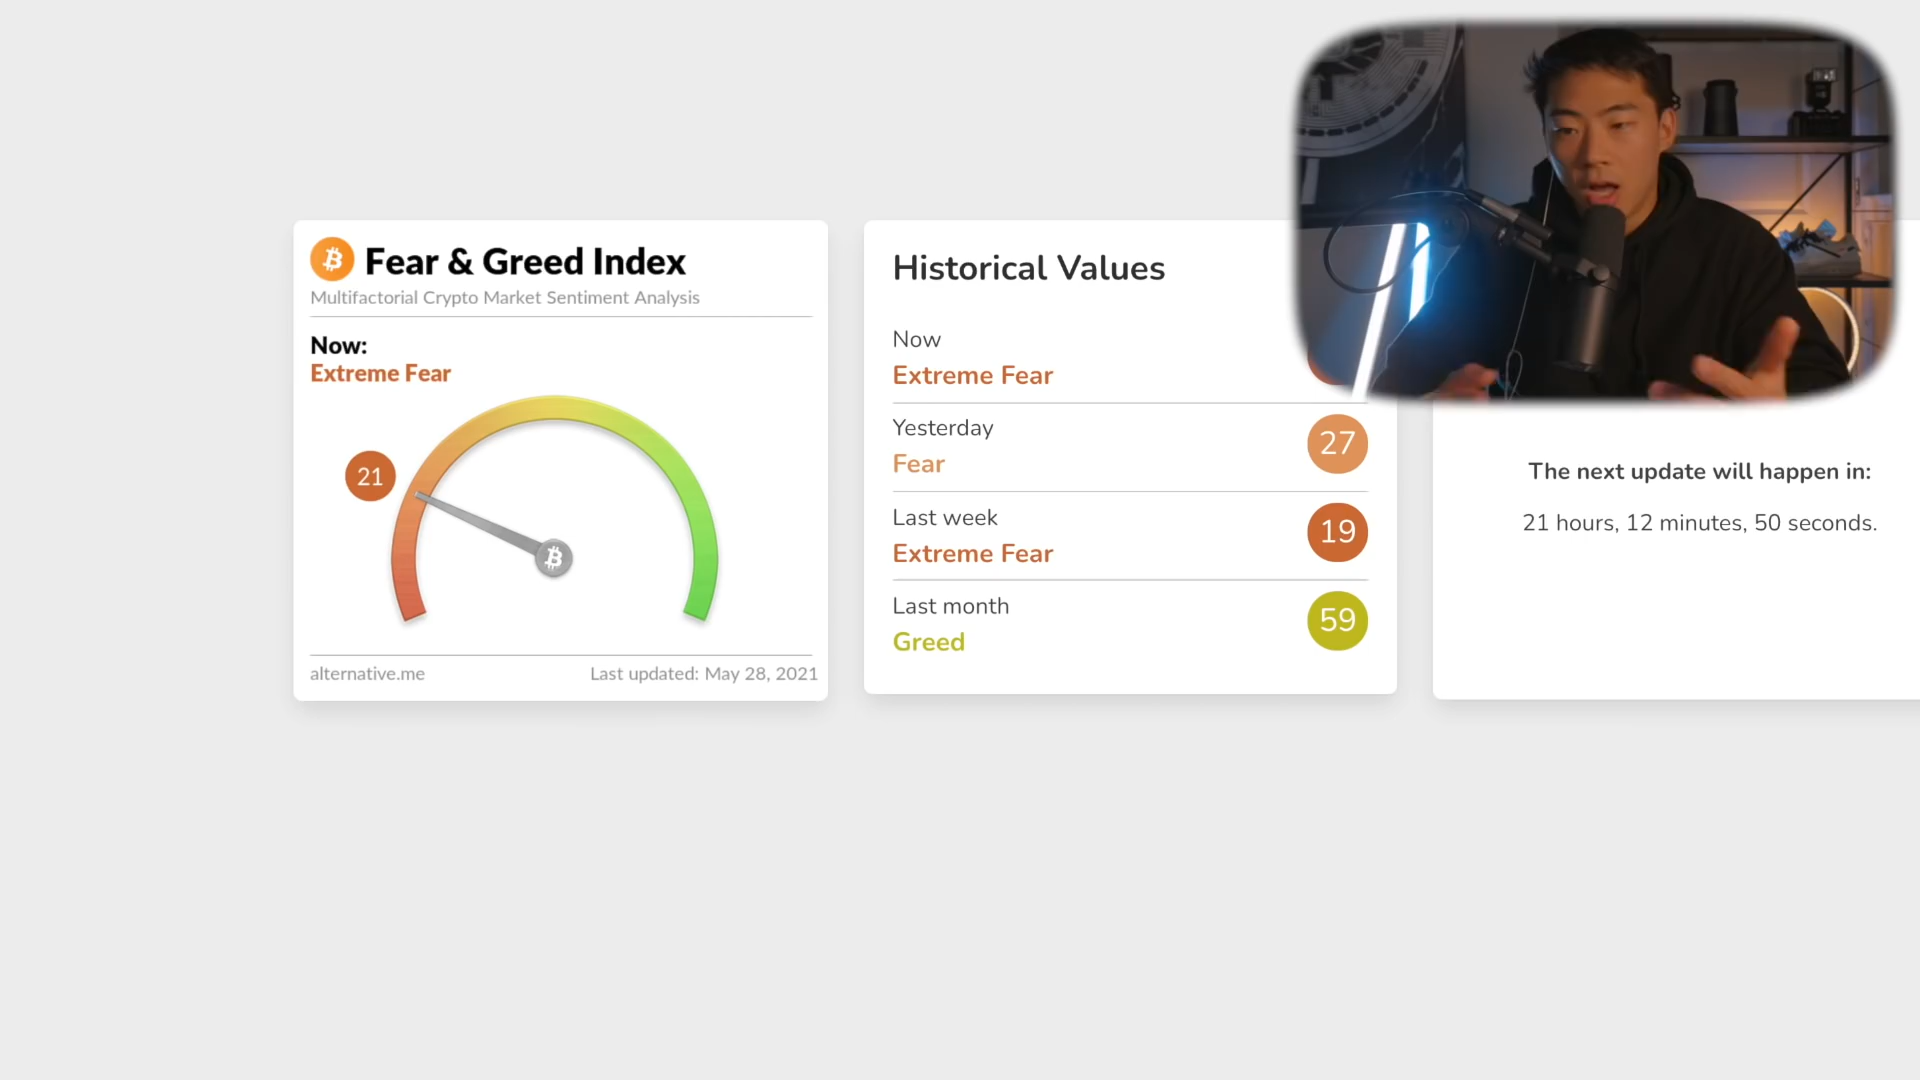 Fear & Greed Index
Multifactorial Crypto Market Sentiment Analysis
Now:
Extreme Fear
21
alternative.me
Last updated: May 28, 2021
Historical Values
Now
Extreme Fear
Yesterday
Fear
27
Last week
Extreme Fear
19
Last month
Greed
59
The next update will happen in:
21 hours, 12 minutes, 50 seconds.